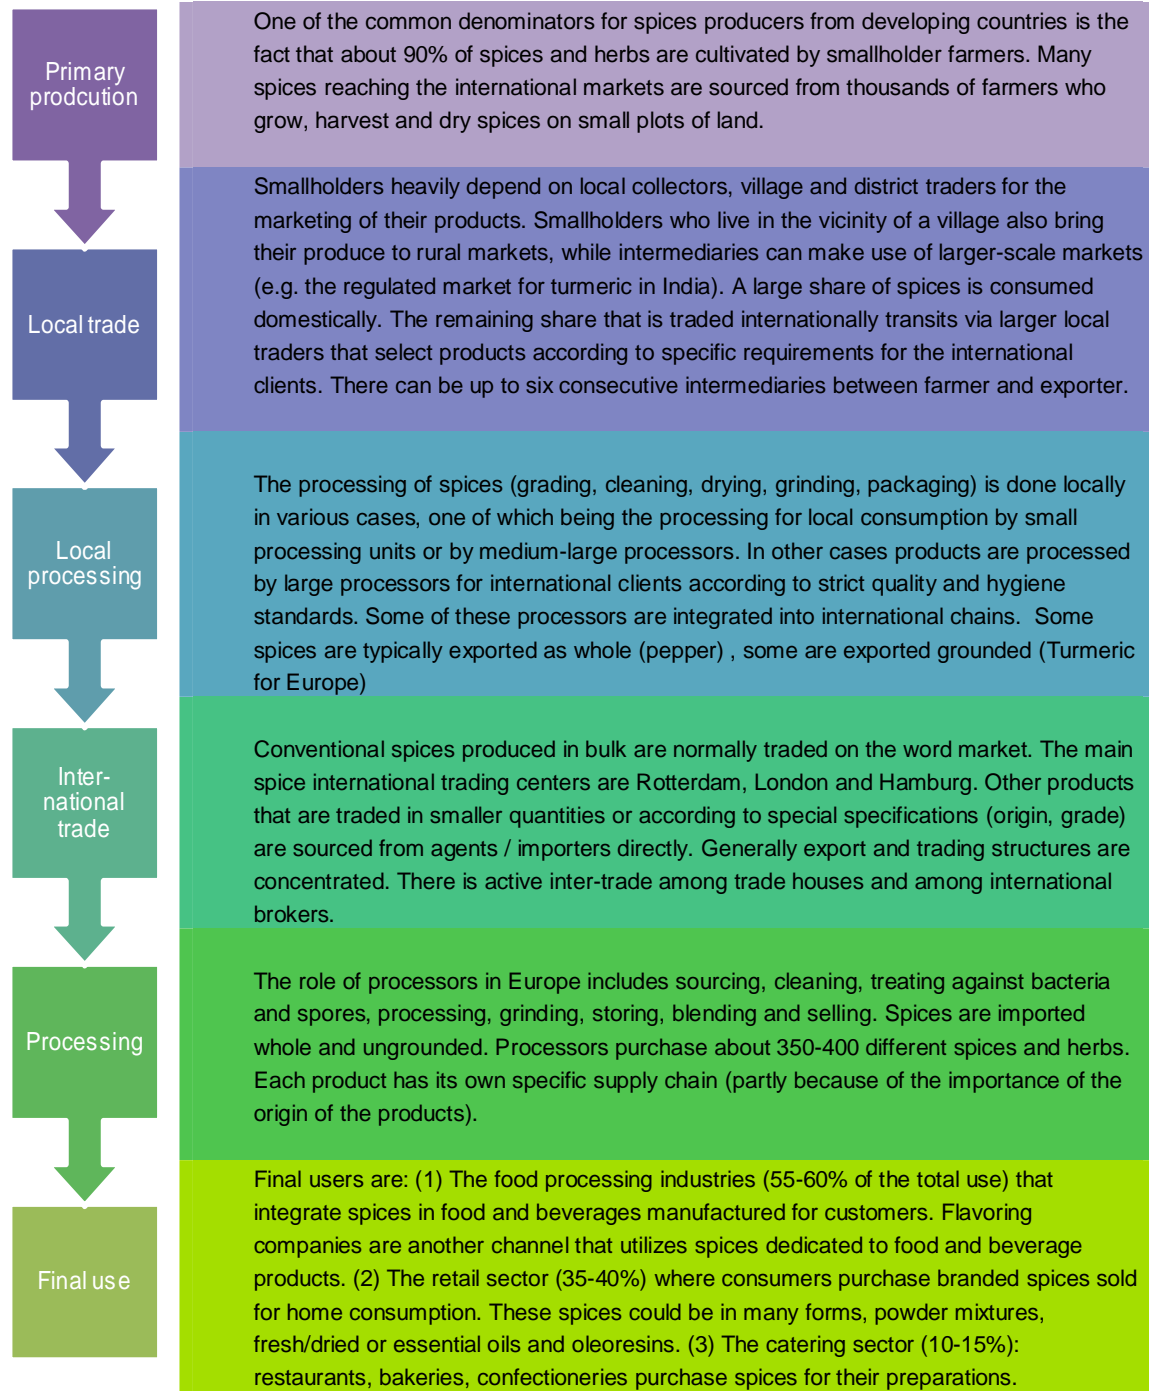 Primary
prodcution
One of the common denominators for spices producers from developing countries is the
fact that about 90% of spices and herbs are cultivated by smallholder farmers. Many
spices reaching the international markets are sourced from thousands of farmers who
grow, harvest and dry spices on small plots of land.
Local trade
Smallholders heavily depend on local collectors, village and district traders for the
marketing of their products. Smallholders who live in the vicinity of a village also bring
their produce to rural markets, while intermediaries can make use of larger-scale markets
(e.g. the regulated market for turmeric in India). A large share of spices is consumed
domestically. The remaining share that is traded internationally transits via larger local
traders that select products according to specific requirements for the international
clients. There can be up to six consecutive intermediaries between farmer and exporter.
Local
processing
The processing of spices (grading, cleaning, drying, grinding, packaging) is done locally
in various cases, one of which being the processing for local consumption by small
processing units or by medium-large processors. In other cases products are processed
by large processors for international clients according to strict quality and hygiene
standards. Some of these processors are integrated into international chains.  Some
spices are typically exported as whole (pepper) , some are exported grounded (Turmeric
for Europe)
Inter-
national
trade
Conventional spices produced in bulk are normally traded on the word market. The main
spice international trading centers are Rotterdam, London and Hamburg. Other products
that are traded in smaller quantities or according to special specifications (origin, grade)
are sourced from agents / importers directly. Generally export and trading structures are
concentrated. There is active inter-trade among trade houses and among international
brokers.
Processing
The role of processors in Europe includes sourcing, cleaning, treating against bacteria
and spores, processing, grinding, storing, blending and selling. Spices are imported
whole and ungrounded. Processors purchase about 350-400 different spices and herbs.
Each product has its own specific supply chain (partly because of the importance of the
origin of the products).
Final use
Final users are: (1) The food processing industries (55-60% of the total use) that
integrate spices in food and beverages manufactured for customers. Flavoring
companies are another channel that utilizes spices dedicated to food and beverage
products. (2) The retail sector (35-40%) where consumers purchase branded spices sold
for home consumption. These spices could be in many forms, powder mixtures,
fresh/dried or essential oils and oleoresins. (3) The catering sector (10-15%):
restaurants, bakeries, confectioneries purchase spices for their preparations.